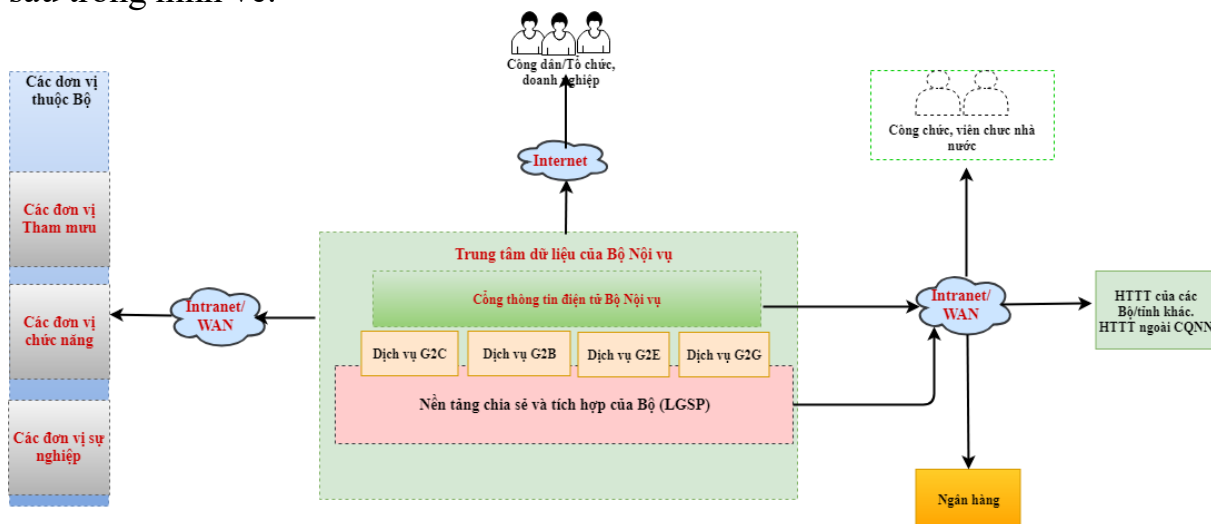 sau trong hình vẽ.
Công dân/Tổ chức,
doanh nghiệp
Các đơn vị
thuộc Bộ
Công chức, viên chưc nhà
nước
Internet
Các đơn vị
Tham mưu
Trung tâm dữ liệu của Bộ Nội vụ
Cổng thông tin điện tử Bộ Nội vụ
Intranet/
WAN
Intranet/
WAN
HTTT của các
Bộ/tỉnh khác.
HTTT ngoài CQNN
Các đơn vị
chức năng
Dịch vụ G2C
Dịch vụ G2B
Dịch vụ G2E
Dịch vụ G2G
Nền tảng chia sẻ và tích hợp của Bộ (LGSP)
Các đơn vị sự
nghiệp
Ngân hàng